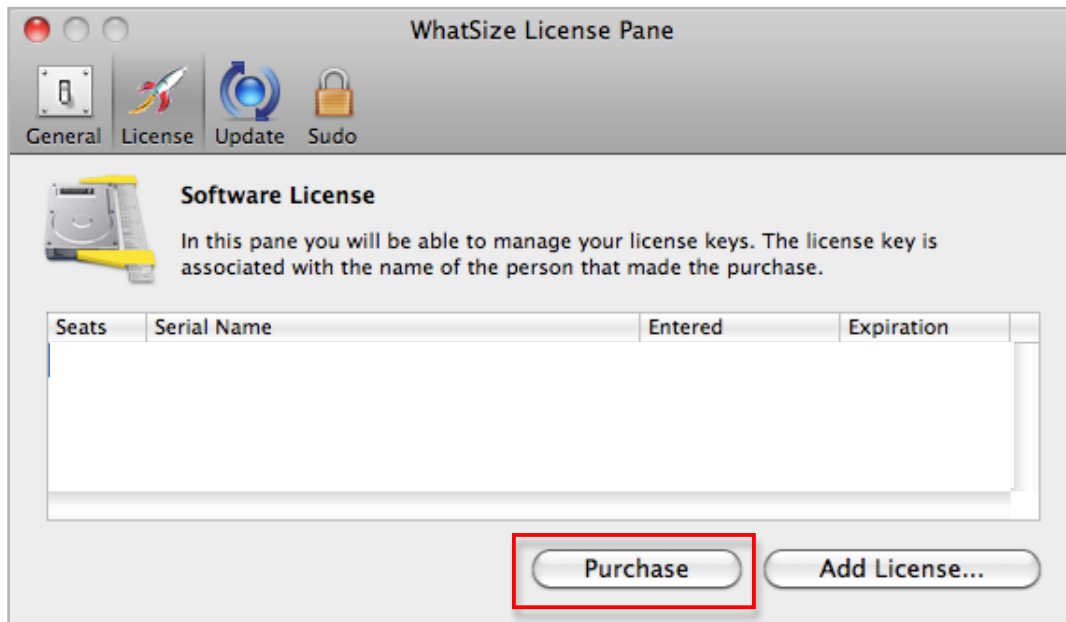 WhatSize License Pane
General License Update Sudo
Software License
In this pane you will be able to manage your license keys. The license key is
associated with the name of the person that made the purchase.
Seats Serial Name Entered Expiration
Purchase Add License...